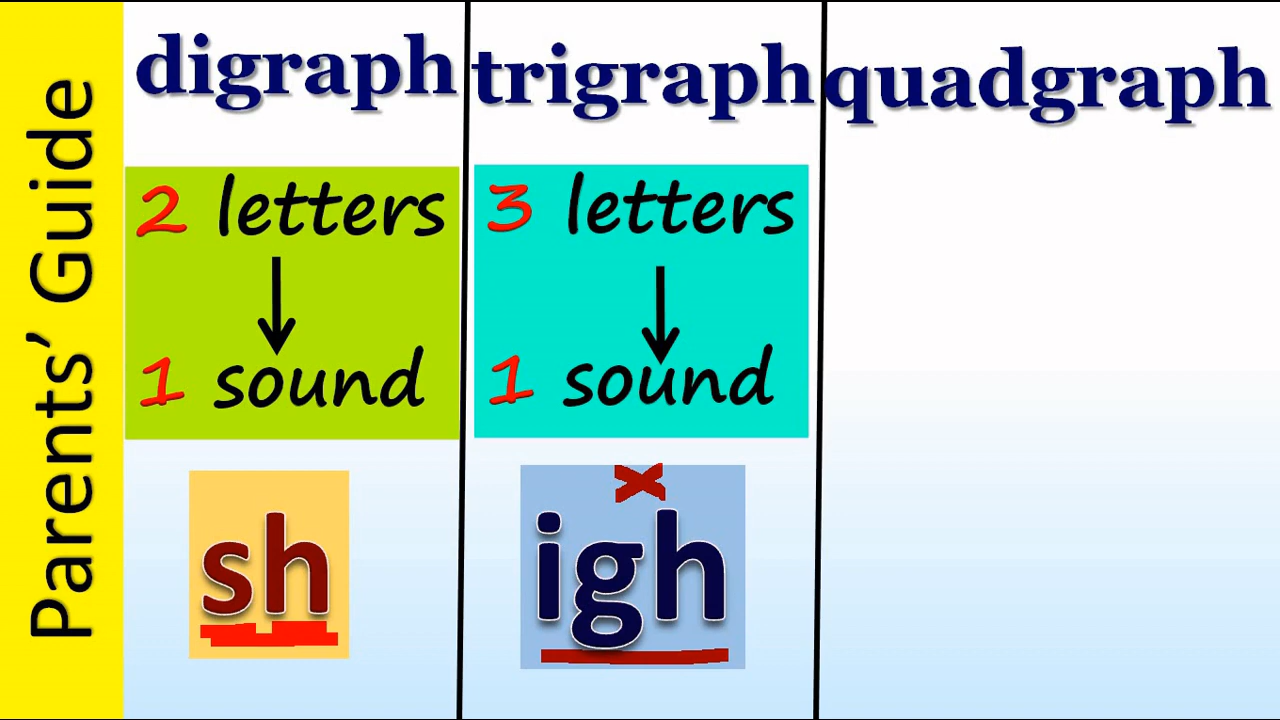 Parents' Guide
digraph
2 letters
1 sound
sh
trigraph
3 letters
1 sound
igh
quadgraph